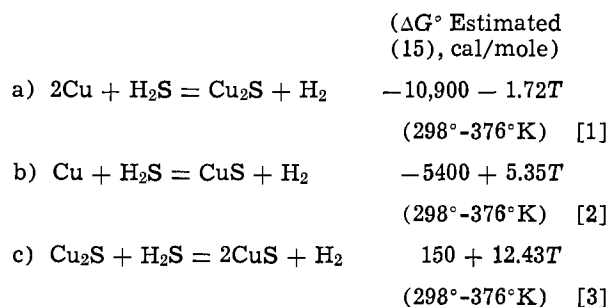 (ΔG° Estimated
(15), cal/mole)
a) 2Cu + H₂S = Cu₂S + H₂ −10,900 − 1.72T
(298°-376°K) [1]
b) Cu + H₂S = CuS + H₂ −5400 + 5.35T
(298°-376°K) [2]
c) Cu₂S + H₂S = 2CuS + H₂ 150 + 12.43T
(298°-376°K) [3]